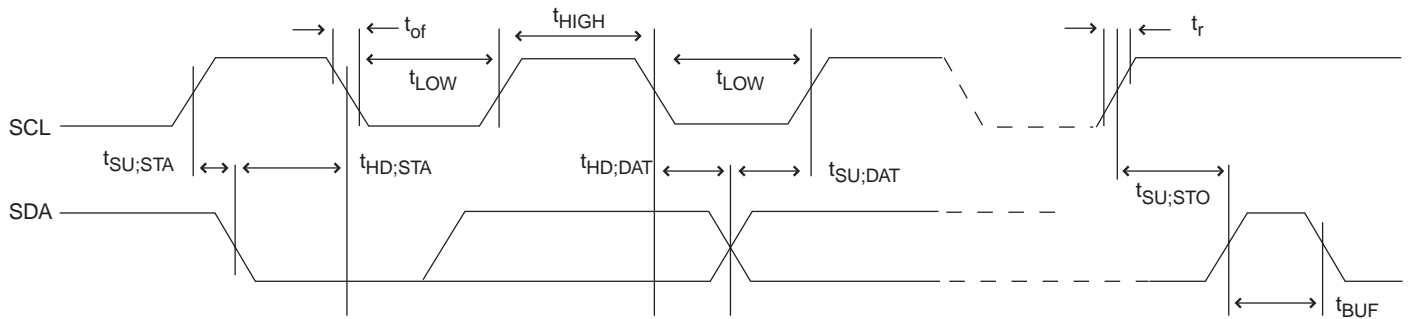 tof
tHIGH
tr
tLOW
tLOW
SCL
tSU;STA
tHD;STA
tHD;DAT
tSU;DAT
tSU;STO
SDA
tBUF